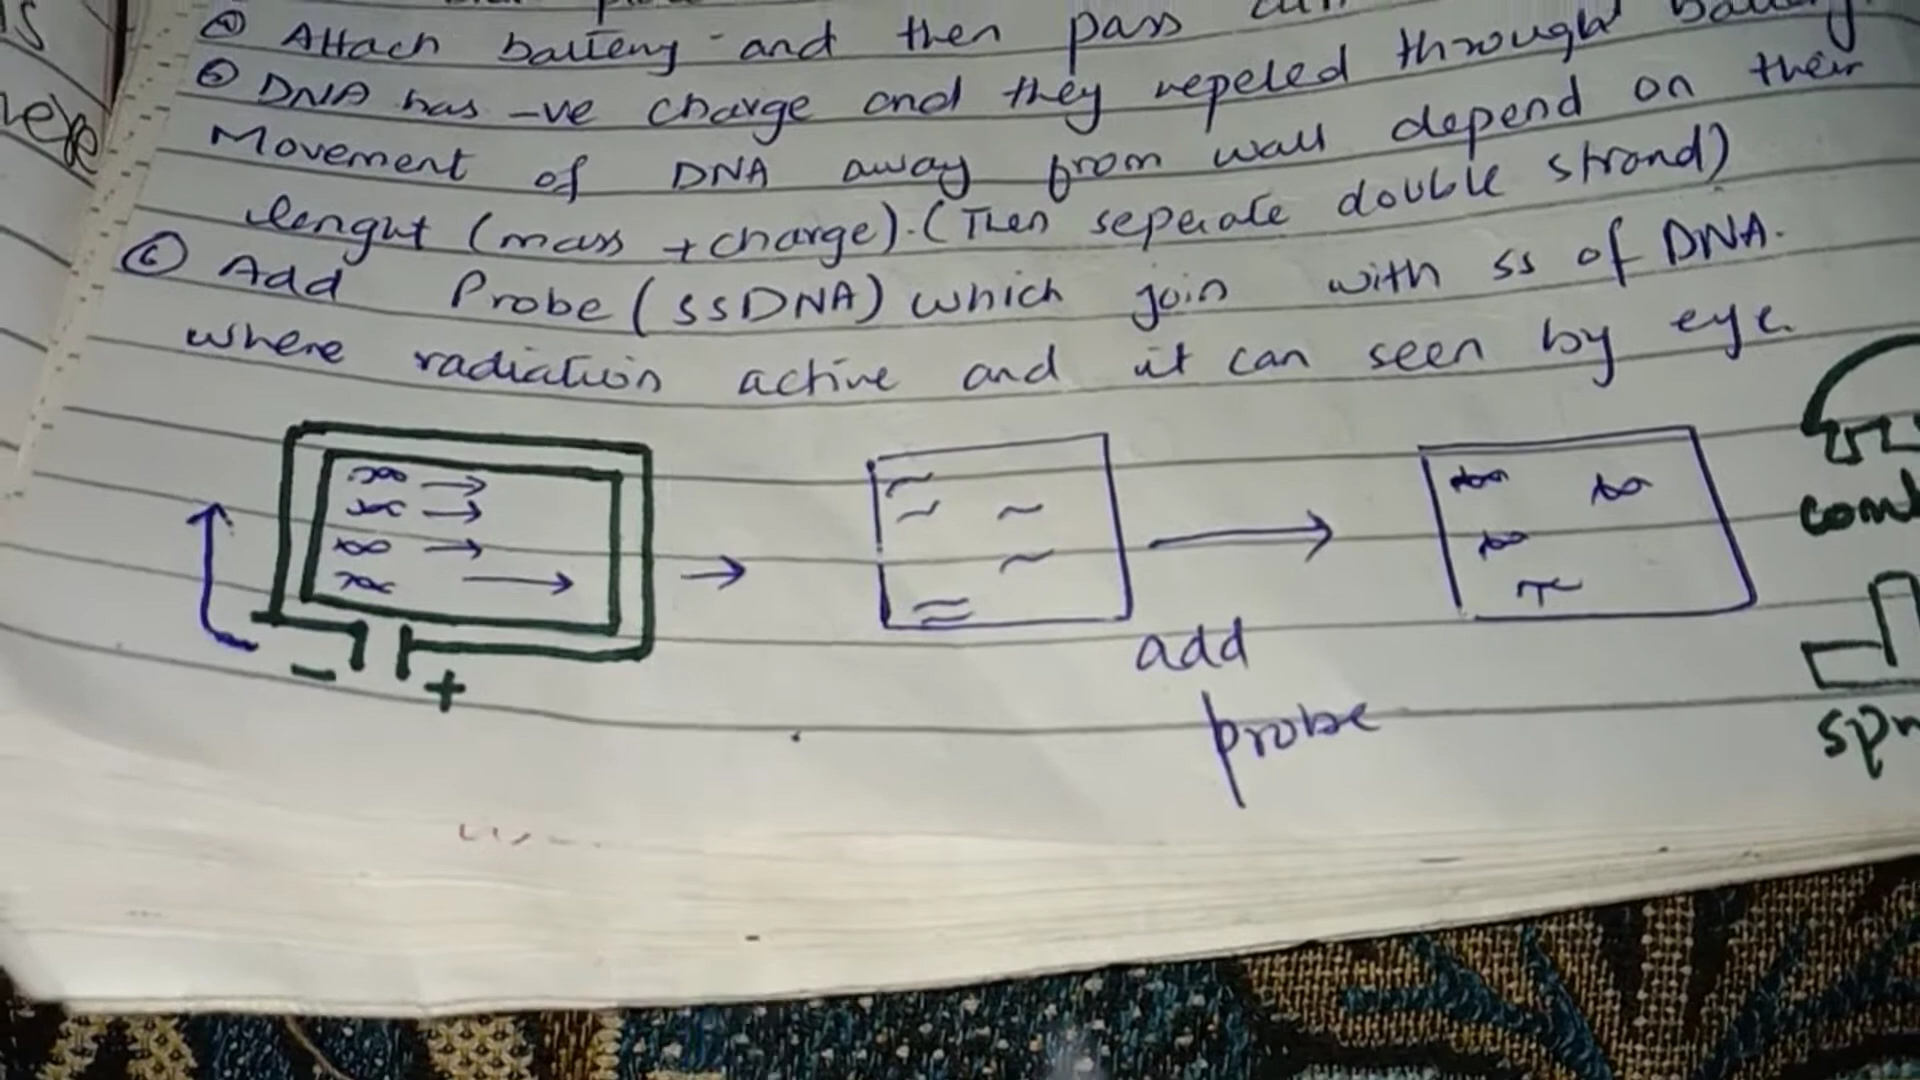 ④ Attach battery and then pass
⑤ DNA has -ve charge and they repeled through
Movement of DNA away from wall depend on their
lenght (mass + charge). (Then seperate double strand)
⑥ Add Probe (ssDNA) which join with ss of DNA.
where radiation active and it can seen by eye.
- +
add
probe